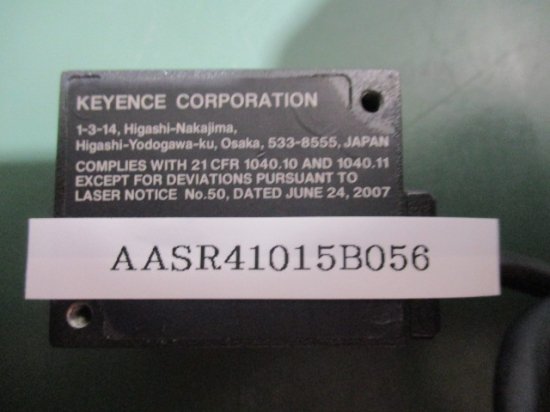 KEYENCE CORPORATION
1-3-14, Higashi-Nakajima,
Higashi-Yodogawa-ku, Osaka, 533-8555, JAPAN
COMPLIES WITH 21 CFR 1040.10 AND 1040.11
EXCEPT FOR DEVIATIONS PURSUANT TO
LASER NOTICE No.50, DATED JUNE 24, 2007
AASR41015B056